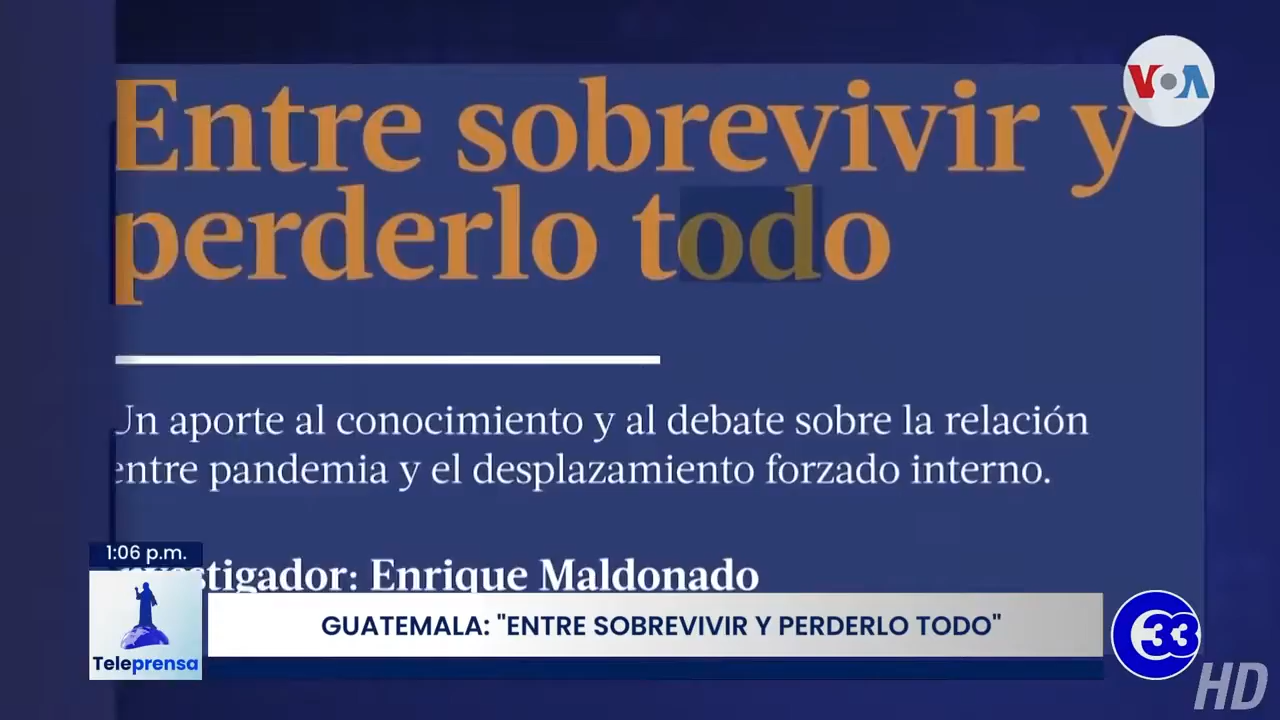 VOA
Entre sobrevivir y
perderlo todo
Un aporte al conocimiento y al debate sobre la relación
entre pandemia y el desplazamiento forzado interno.
1:06 p.m.
Investigador: Enrique Maldonado
GUATEMALA: "ENTRE SOBREVIVIR Y PERDERLO TODO"
Teleprensa
33
HD